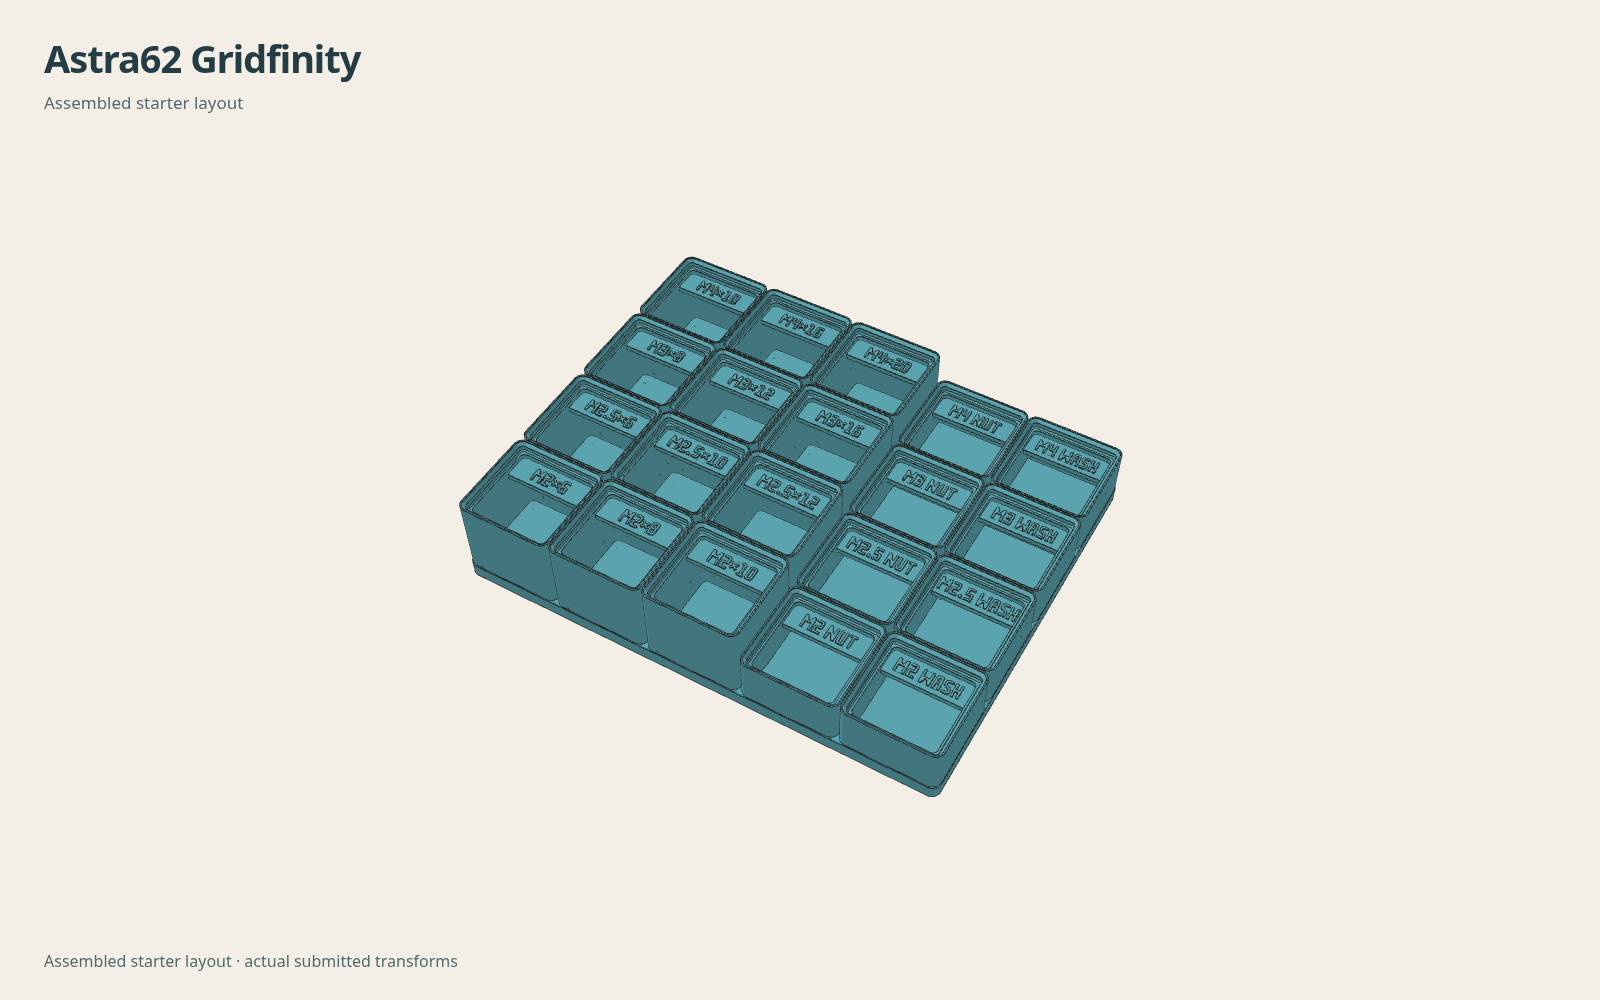 Astra62 Gridfinity
Assembled starter layout
M4×10
M4×16
M4×20
M4 NUT
M4 WASH
M3×8
M3×12
M3×16
M3 NUT
M3 WASH
M2.5×6
M2.5×10
M2.5×12
M2.5 NUT
M2.5 WASH
M2×6
M2×8
M2×10
M2 NUT
M2 WASH
Assembled starter layout · actual submitted transforms